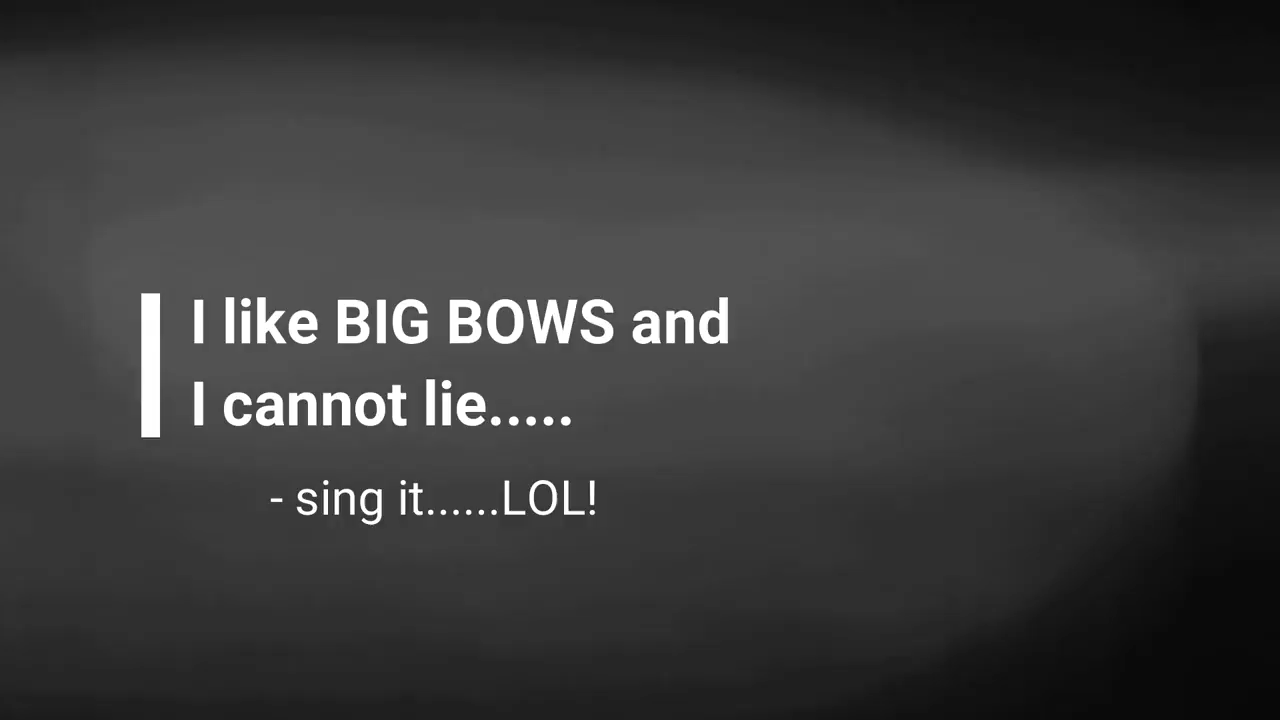 I like BIG BOWS and
I cannot lie.....
- sing it......LOL!